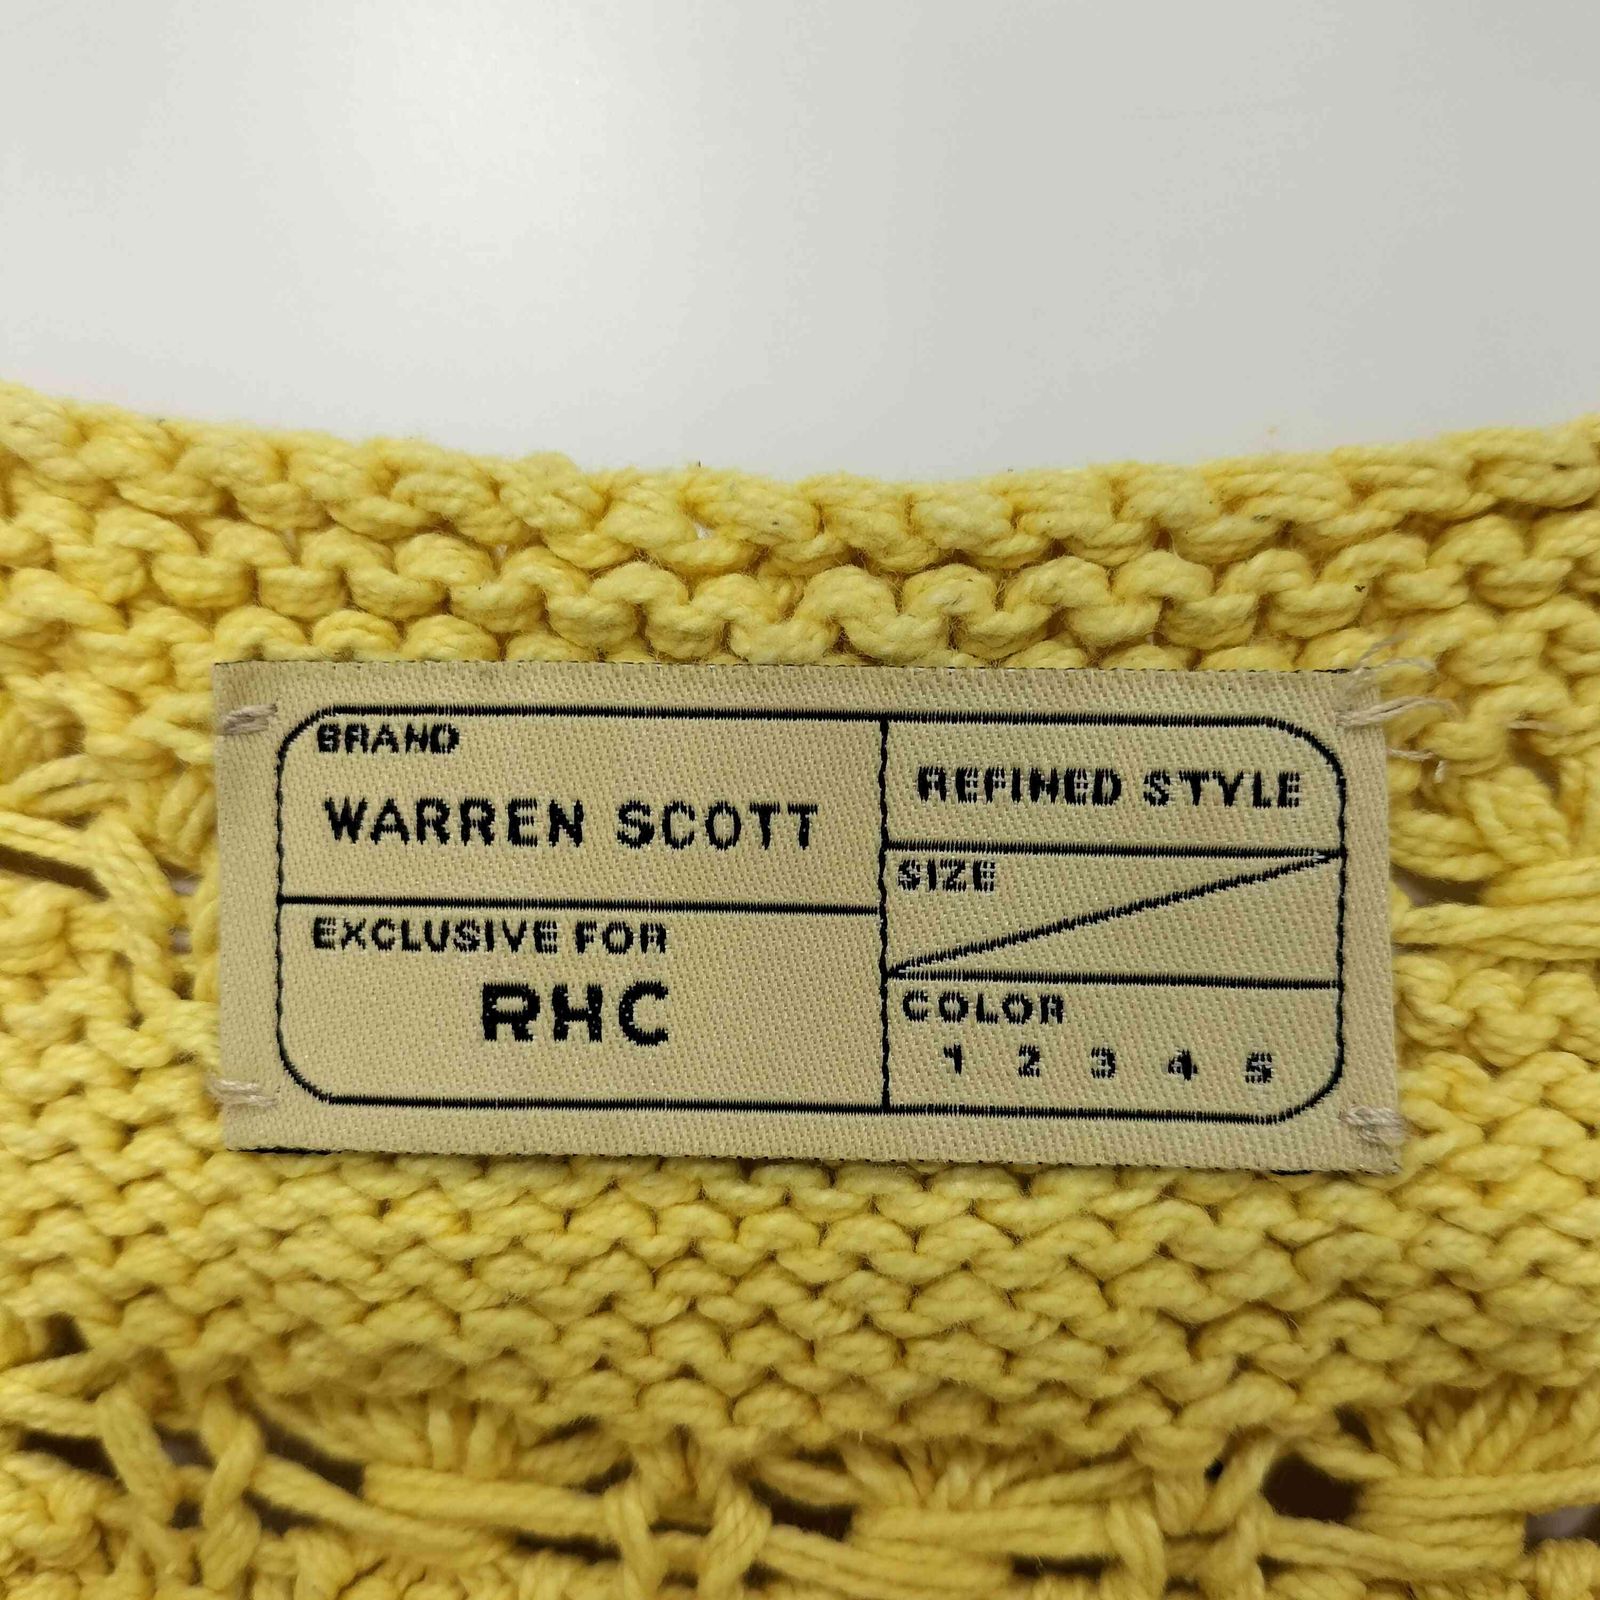 BRAND
WARREN SCOTT
EXCLUSIVE FOR
RHC
REFINED STYLE
SIZE
COLOR
1 2 3 4 5